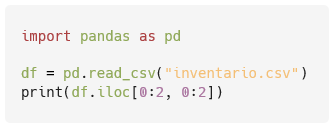 import pandas as pd
df = pd.read_csv("inventario.csv")
print(df.iloc[0:2, 0:2])